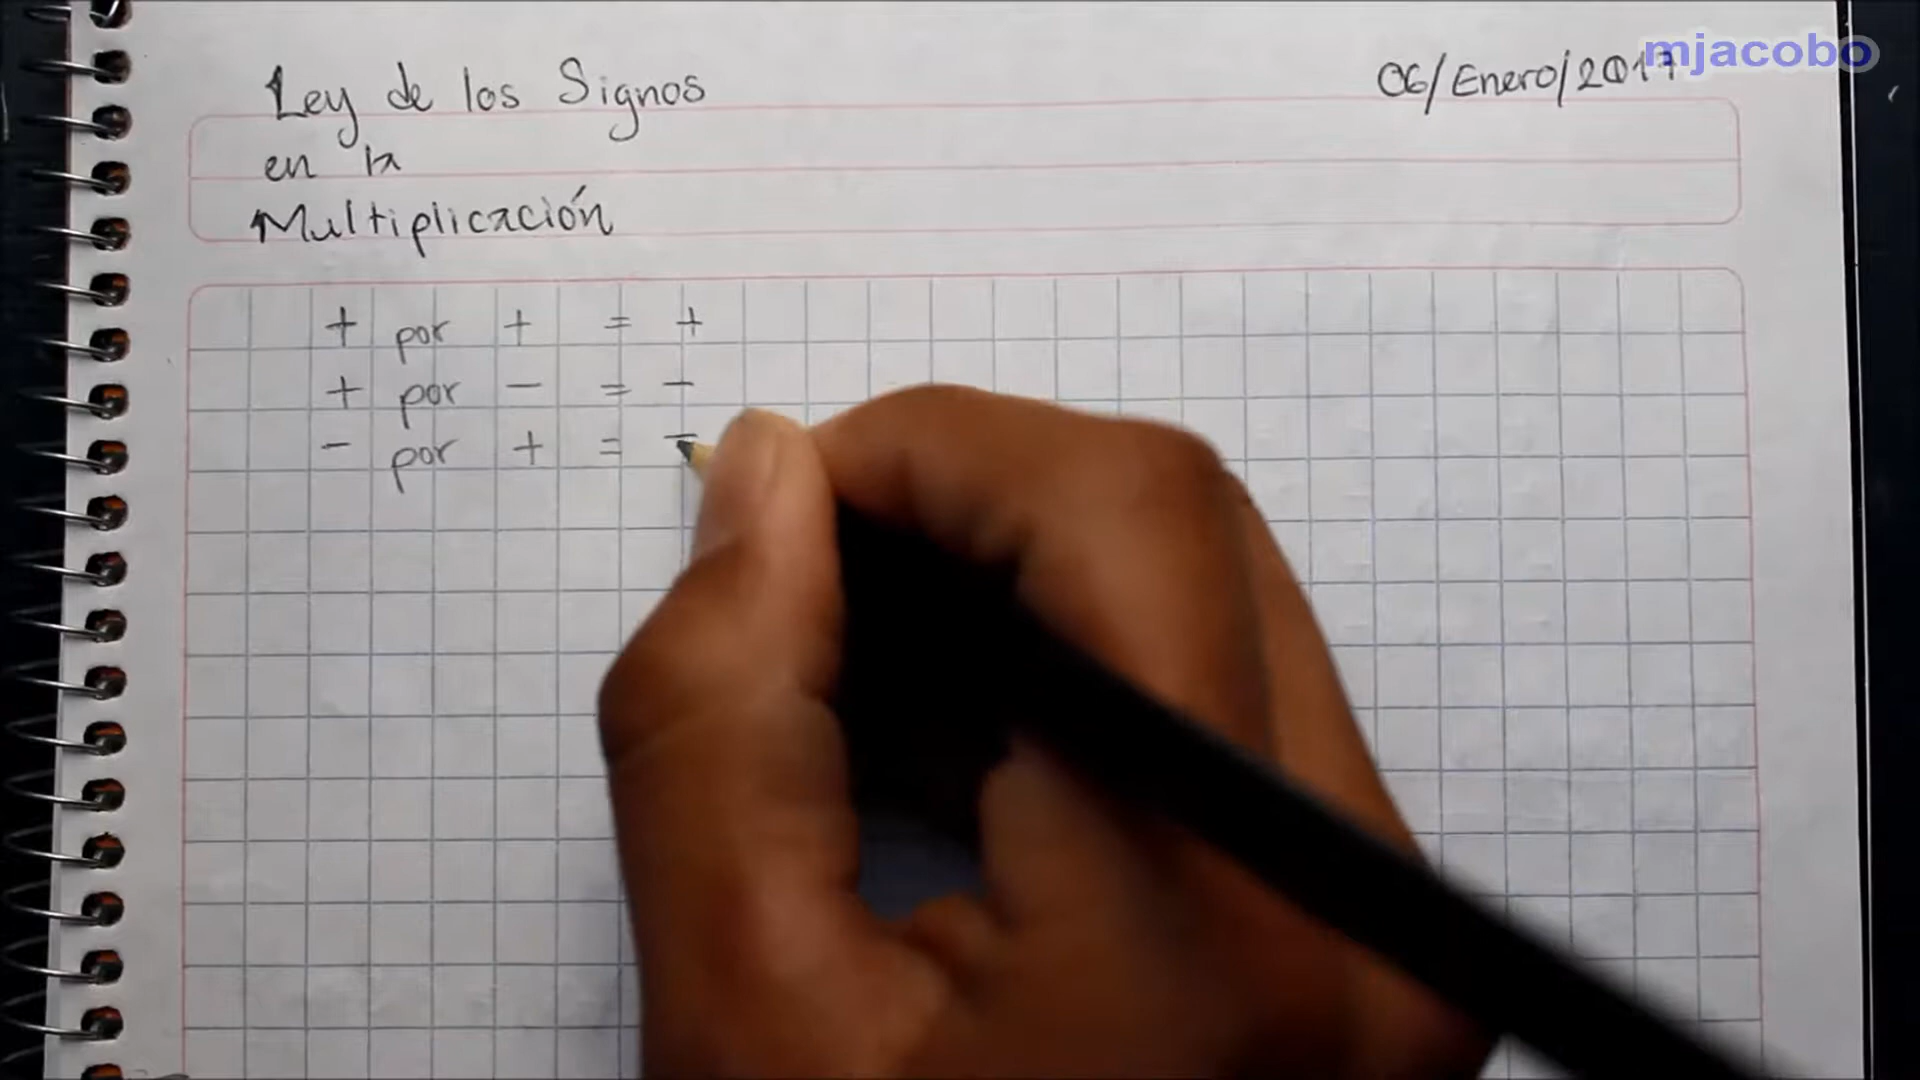 mjacobo
Ley de los Signos
06/Enero/2017
en la
Multiplicación
+ por + = +
+ por - = -
- por + = -